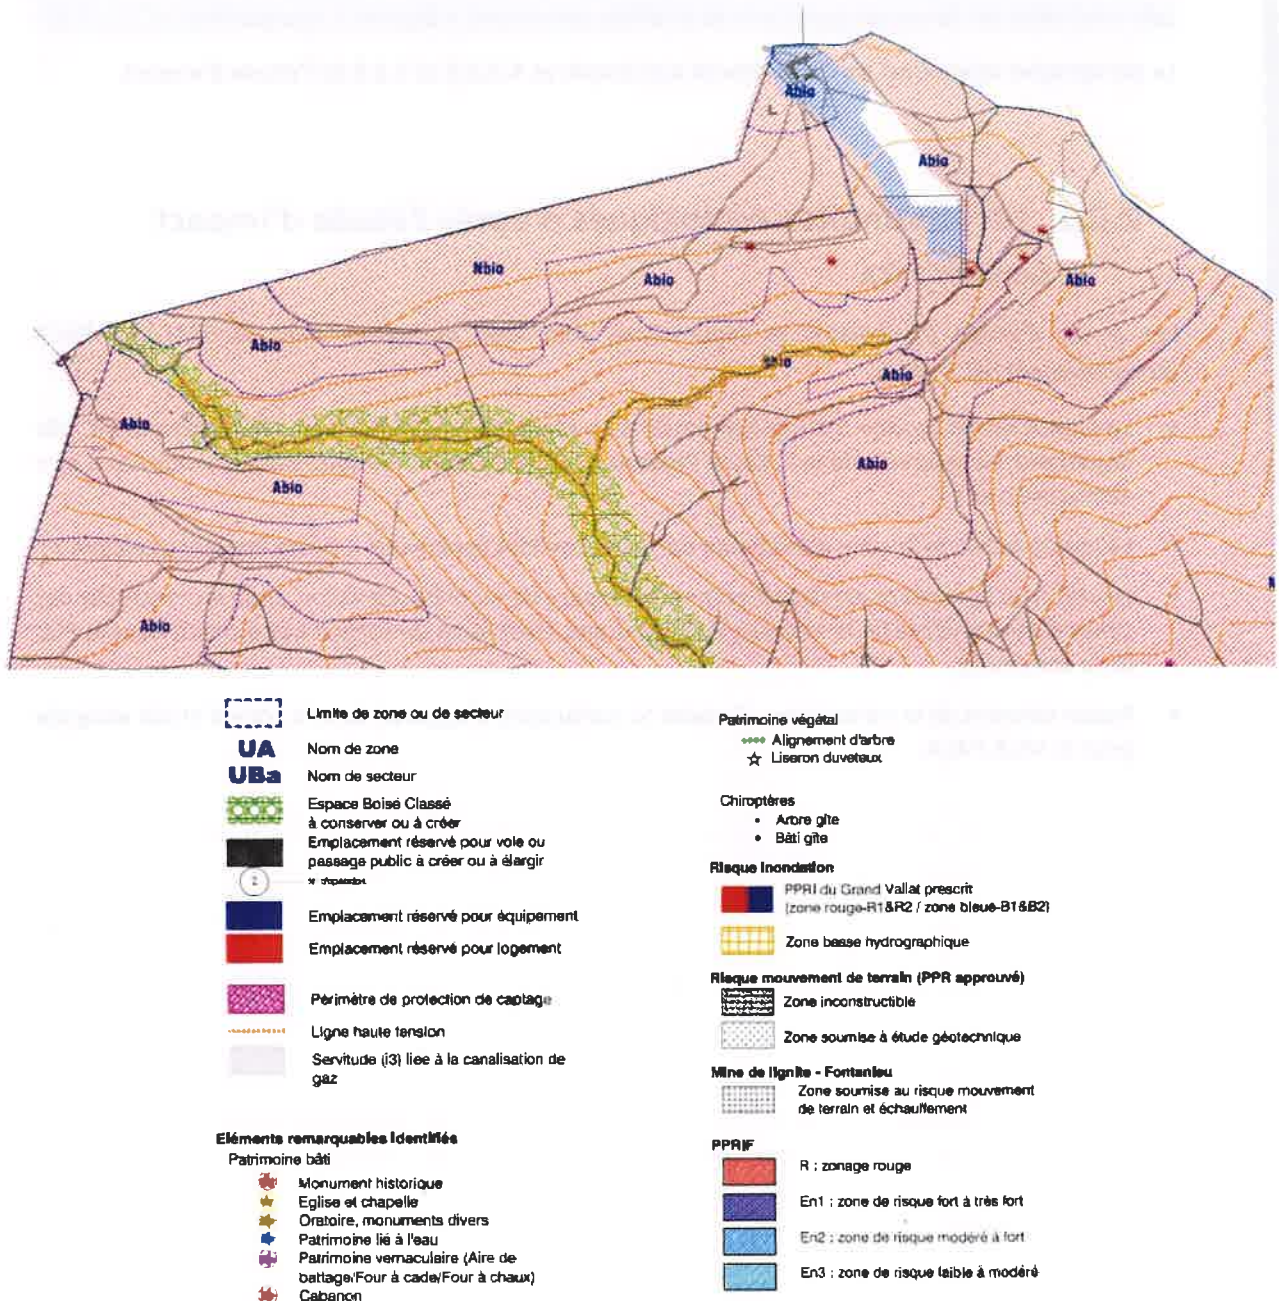 Abio
L
Abio
Nbio
Abio
Abio
Abio
Abio
Abio
Abio
Abio
Abio
Abio
Limite de zone ou de secteur
UA Nom de zone
UBa Nom de secteur
Espace Boisé Classé
à conserver ou à créer
Emplacement réservé pour voie ou
passage public à créer ou à élargir
2
Emplacement réservé pour équipement
Emplacement réservé pour logement
Périmètre de protection de captage
Ligne haute tension
Servitude (i3) liee à la canalisation de
gaz
Eléments remarquables identifiés
Patrimoine bâti
Monument historique
Eglise et chapelle
Oratoire, monuments divers
Patrimoine lié à l'eau
Patrimoine vernaculaire (Aire de
battage/Four à cade/Four à chaux)
Cabanon
Patrimoine végétal
Alignement d'arbre
Liseron duveteux
Chiroptères
• Arbre gîte
• Bâti gîte
Risque Inondation
PPRI du Grand Vallat prescrit
(zone rouge-R1&R2 / zone bleue-B1&B2)
Zone basse hydrographique
Risque mouvement de terrain (PPR approuvé)
Zone inconstructible
Zone soumise à étude géotechnique
Mine de lignite - Fontanieu
Zone soumise au risque mouvement
de terrain et échauffement
PPRIF
R : zonage rouge
En1 : zone de risque fort à très fort
En2 : zone de risque modéré à fort
En3 : zone de risque faible à modéré